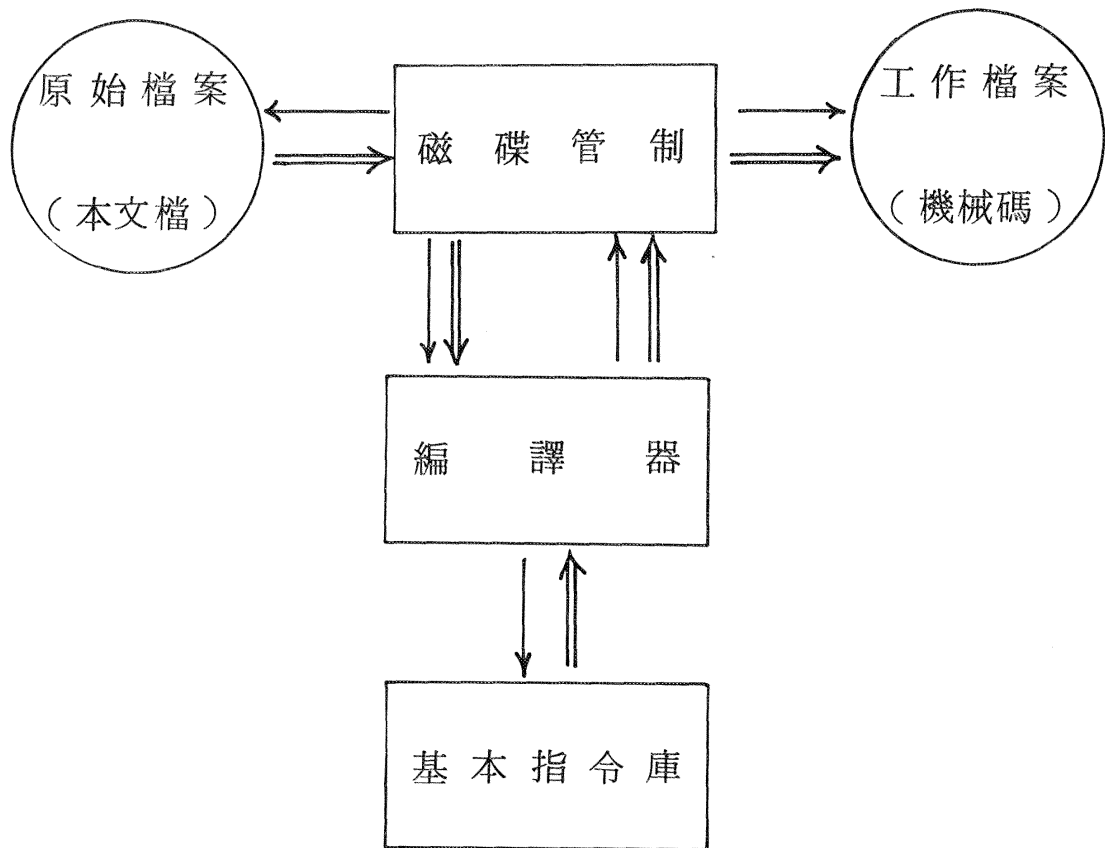 原始檔案
（本文檔）
磁碟管制
工作檔案
（機械碼）
編譯器
基本指令庫